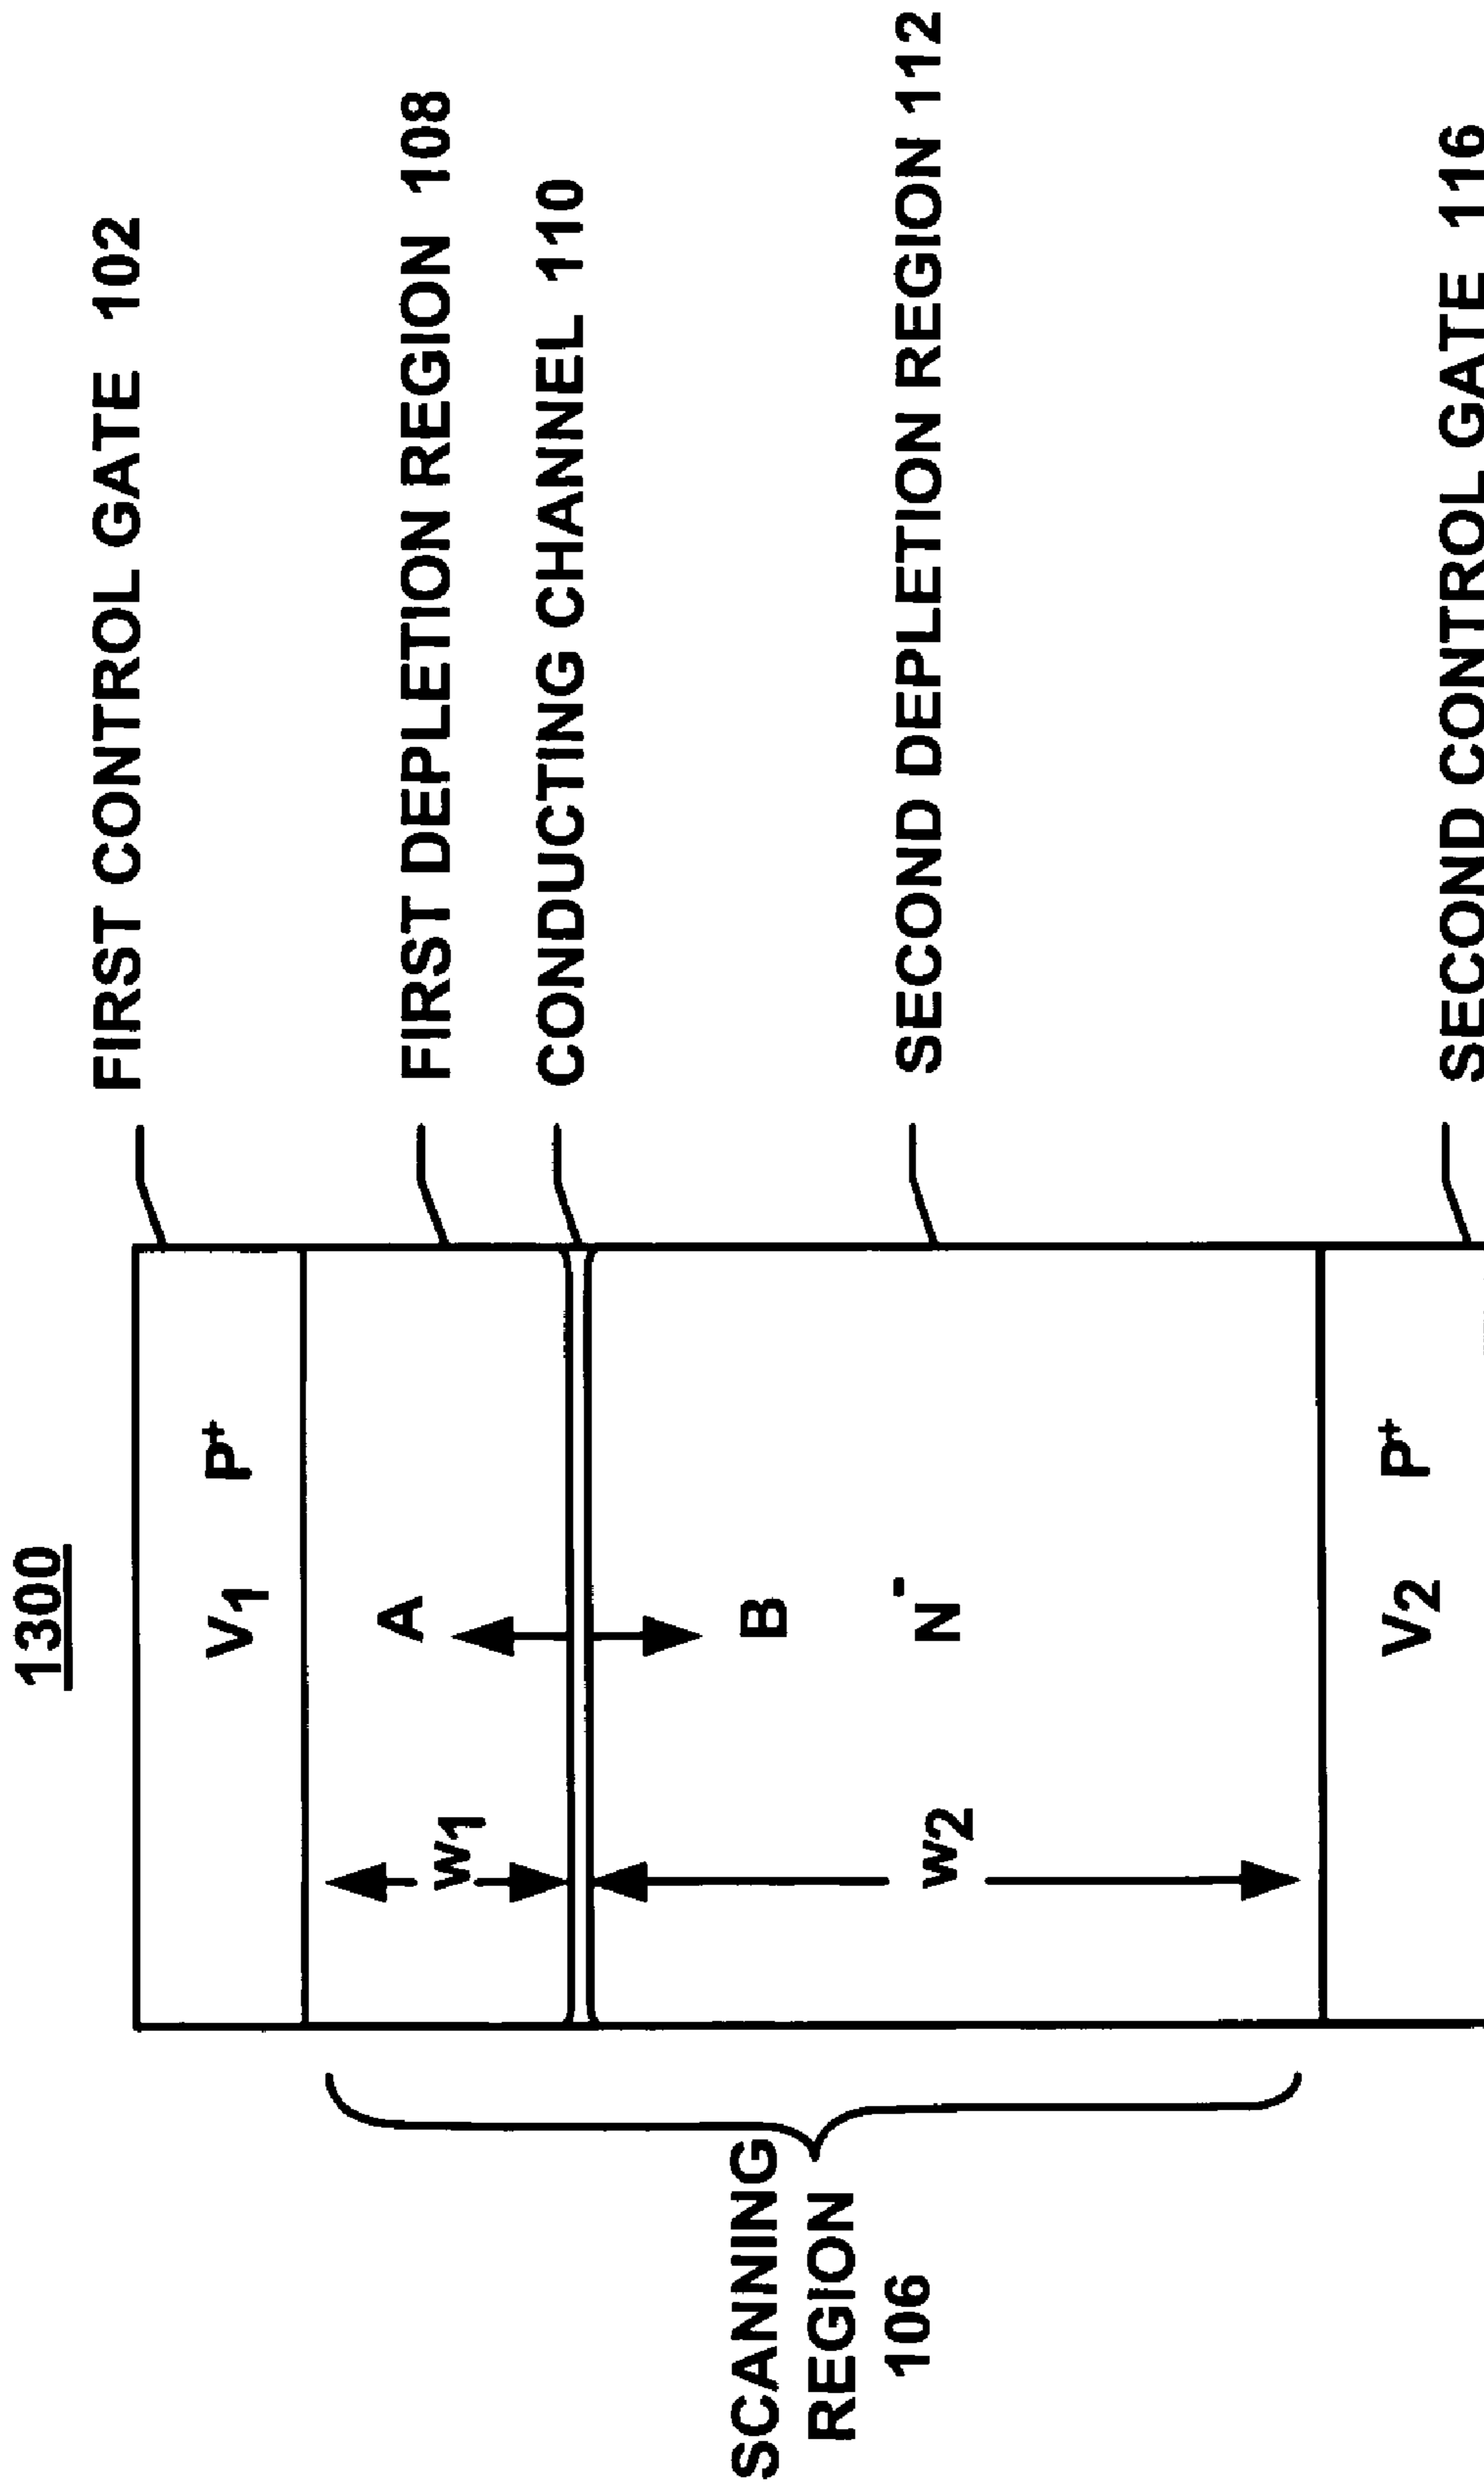 1300
FIRST CONTROL GATE 102
V1 P+
FIRST DEPLETION REGION 108
A
W1
CONDUCTING CHANNEL 110
SCANNING
REGION
106
B
N-
W2
SECOND DEPLETION REGION 112
V2 P+
SECOND CONTROL GATE 116